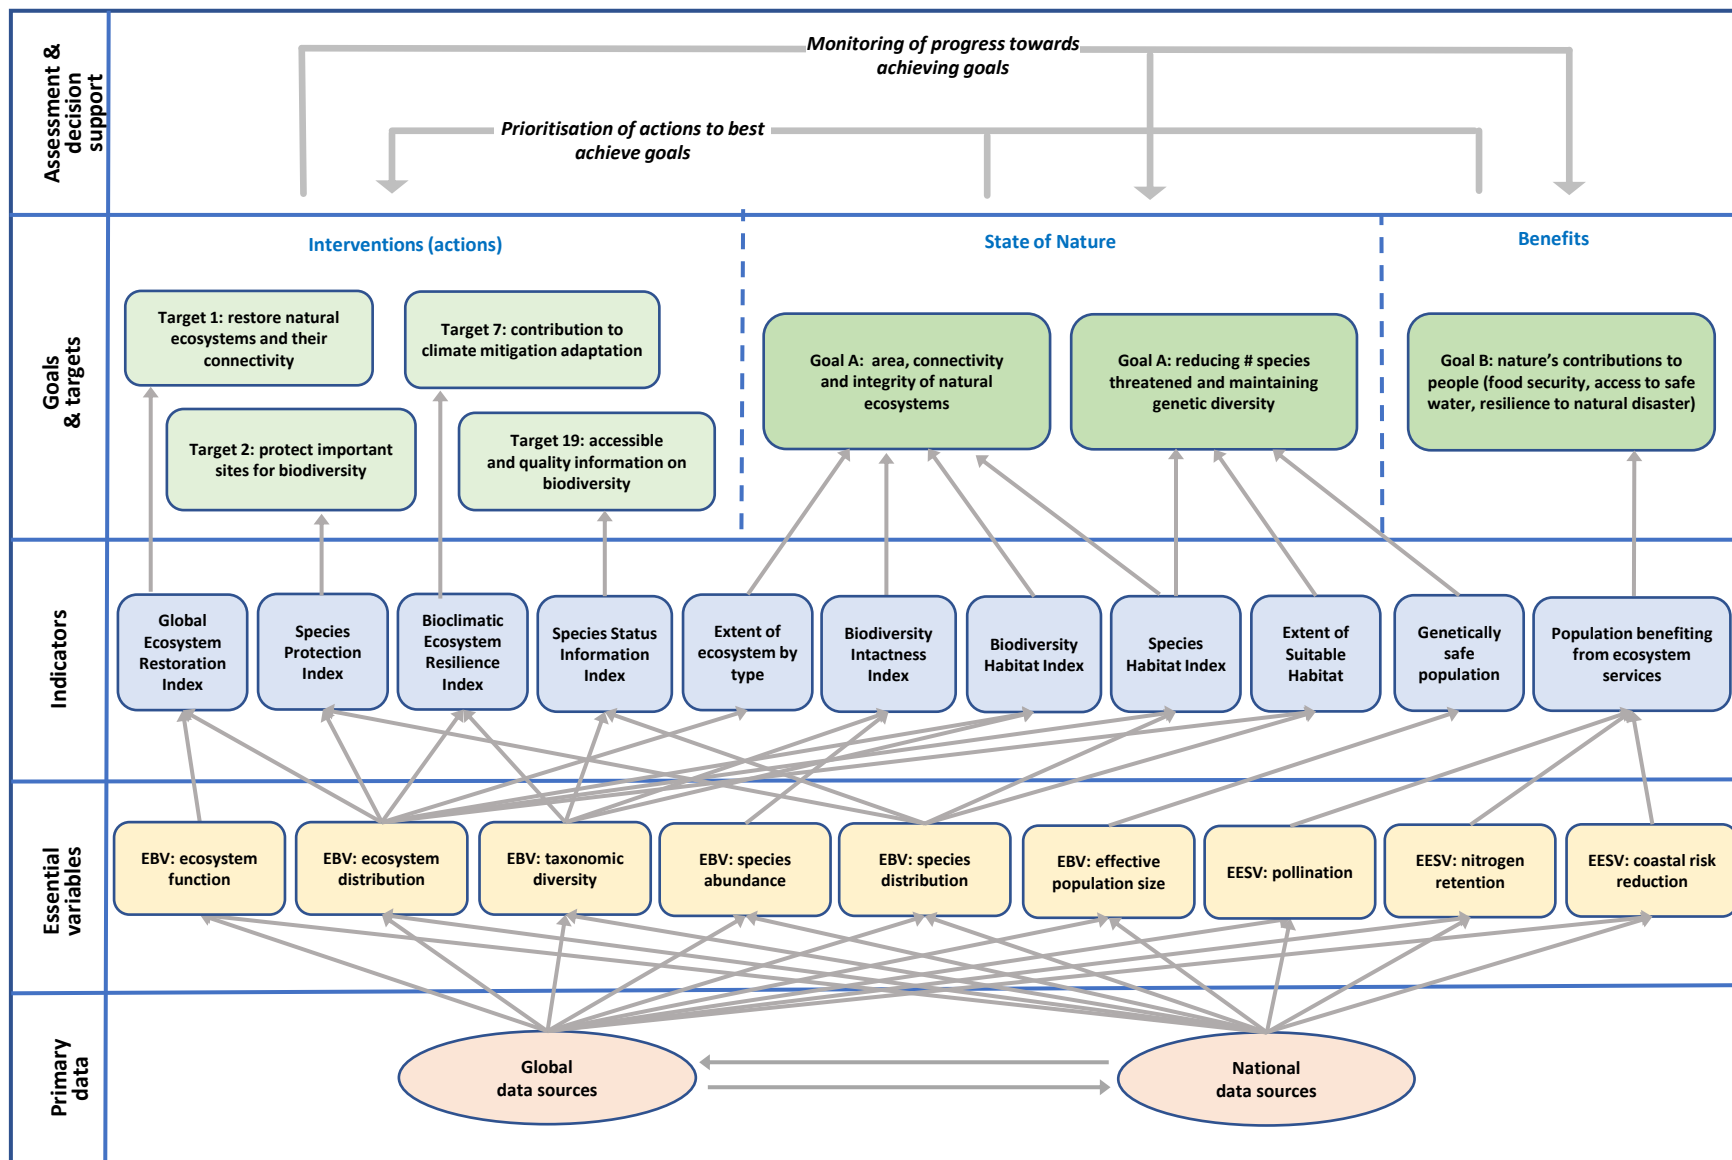 Assessment &
decision
support
Monitoring of progress towards
achieving goals
Prioritisation of actions to best
achieve goals
Goals
& targets
Interventions (actions)
State of Nature
Benefits
Target 1: restore natural
ecosystems and their
connectivity
Target 7: contribution to
climate mitigation adaptation
Target 2: protect important
sites for biodiversity
Target 19: accessible
and quality information on
biodiversity
Goal A:  area, connectivity
and integrity of natural
ecosystems
Goal A: reducing # species
threatened and maintaining
genetic diversity
Goal B: nature’s contributions to
people (food security, access to safe
water, resilience to natural disaster)
Indicators
Global
Ecosystem
Restoration
Index
Species
Protection
Index
Bioclimatic
Ecosystem
Resilience
Index
Species Status
Information
Index
Extent of
ecosystem by
type
Biodiversity
Intactness
Index
Biodiversity
Habitat Index
Species
Habitat Index
Extent of
Suitable
Habitat
Genetically
safe
population
Population benefiting
from ecosystem
services
Essential
variables
EBV: ecosystem
function
EBV: ecosystem
distribution
EBV: taxonomic
diversity
EBV: species
abundance
EBV: species
distribution
EBV: effective
population size
EESV: pollination
EESV: nitrogen
retention
EESV: coastal risk
reduction
Primary
data
Global
data sources
National
data sources